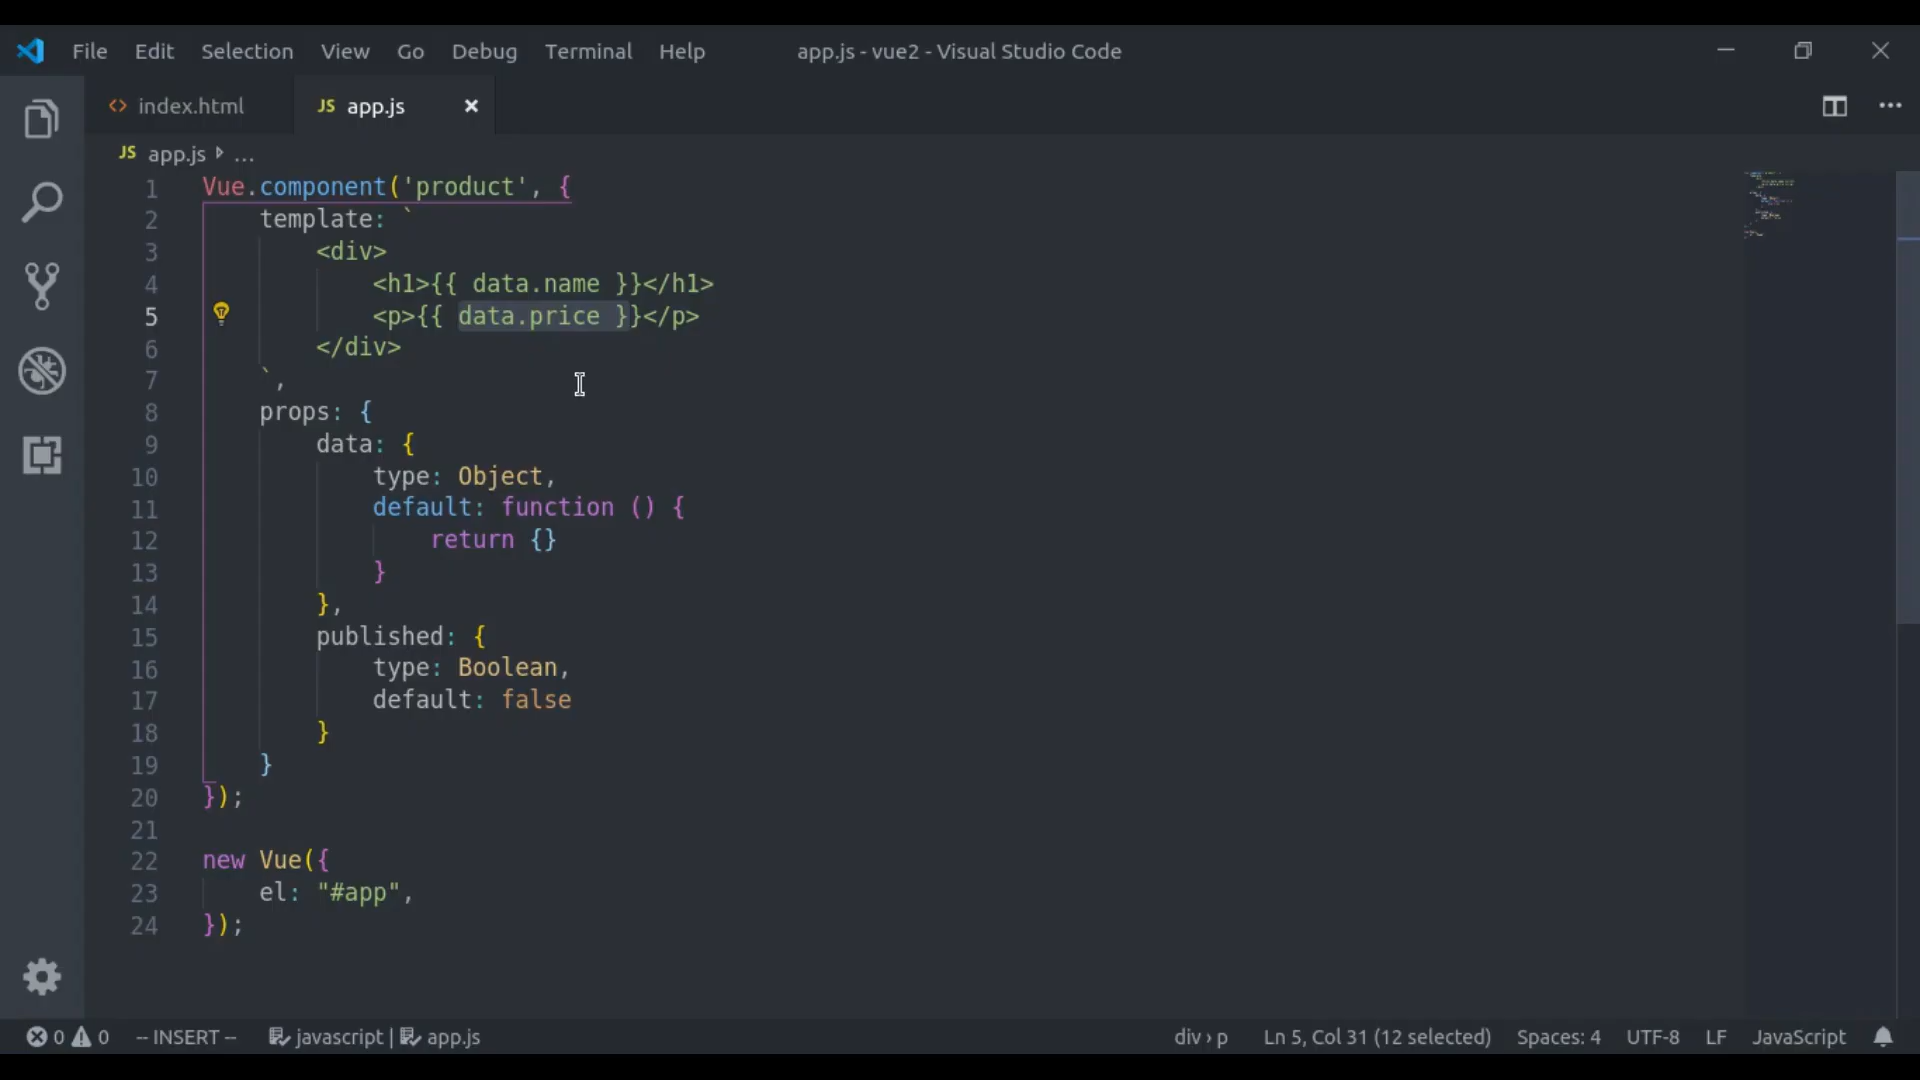 File Edit Selection View Go Debug Terminal Help app.js - vue2 - Visual Studio Code
<> index.html JS app.js ×
JS app.js ...
1 Vue.component('product', {
2 template: `
3 <div>
4 <h1>{{ data.name }}</h1>
5 <p>{{ data.price }}</p>
6 </div>
7 `,
8 props: {
9 data: {
10 type: Object,
11 default: function () {
12 return {}
13 }
14 },
15 published: {
16 type: Boolean,
17 default: false
18 }
19 }
20 });
21
22 new Vue({
23 el: "#app",
24 });
0 0 -- INSERT -- javascript | app.js div › p Ln 5, Col 31 (12 selected) Spaces: 4 UTF-8 LF JavaScript